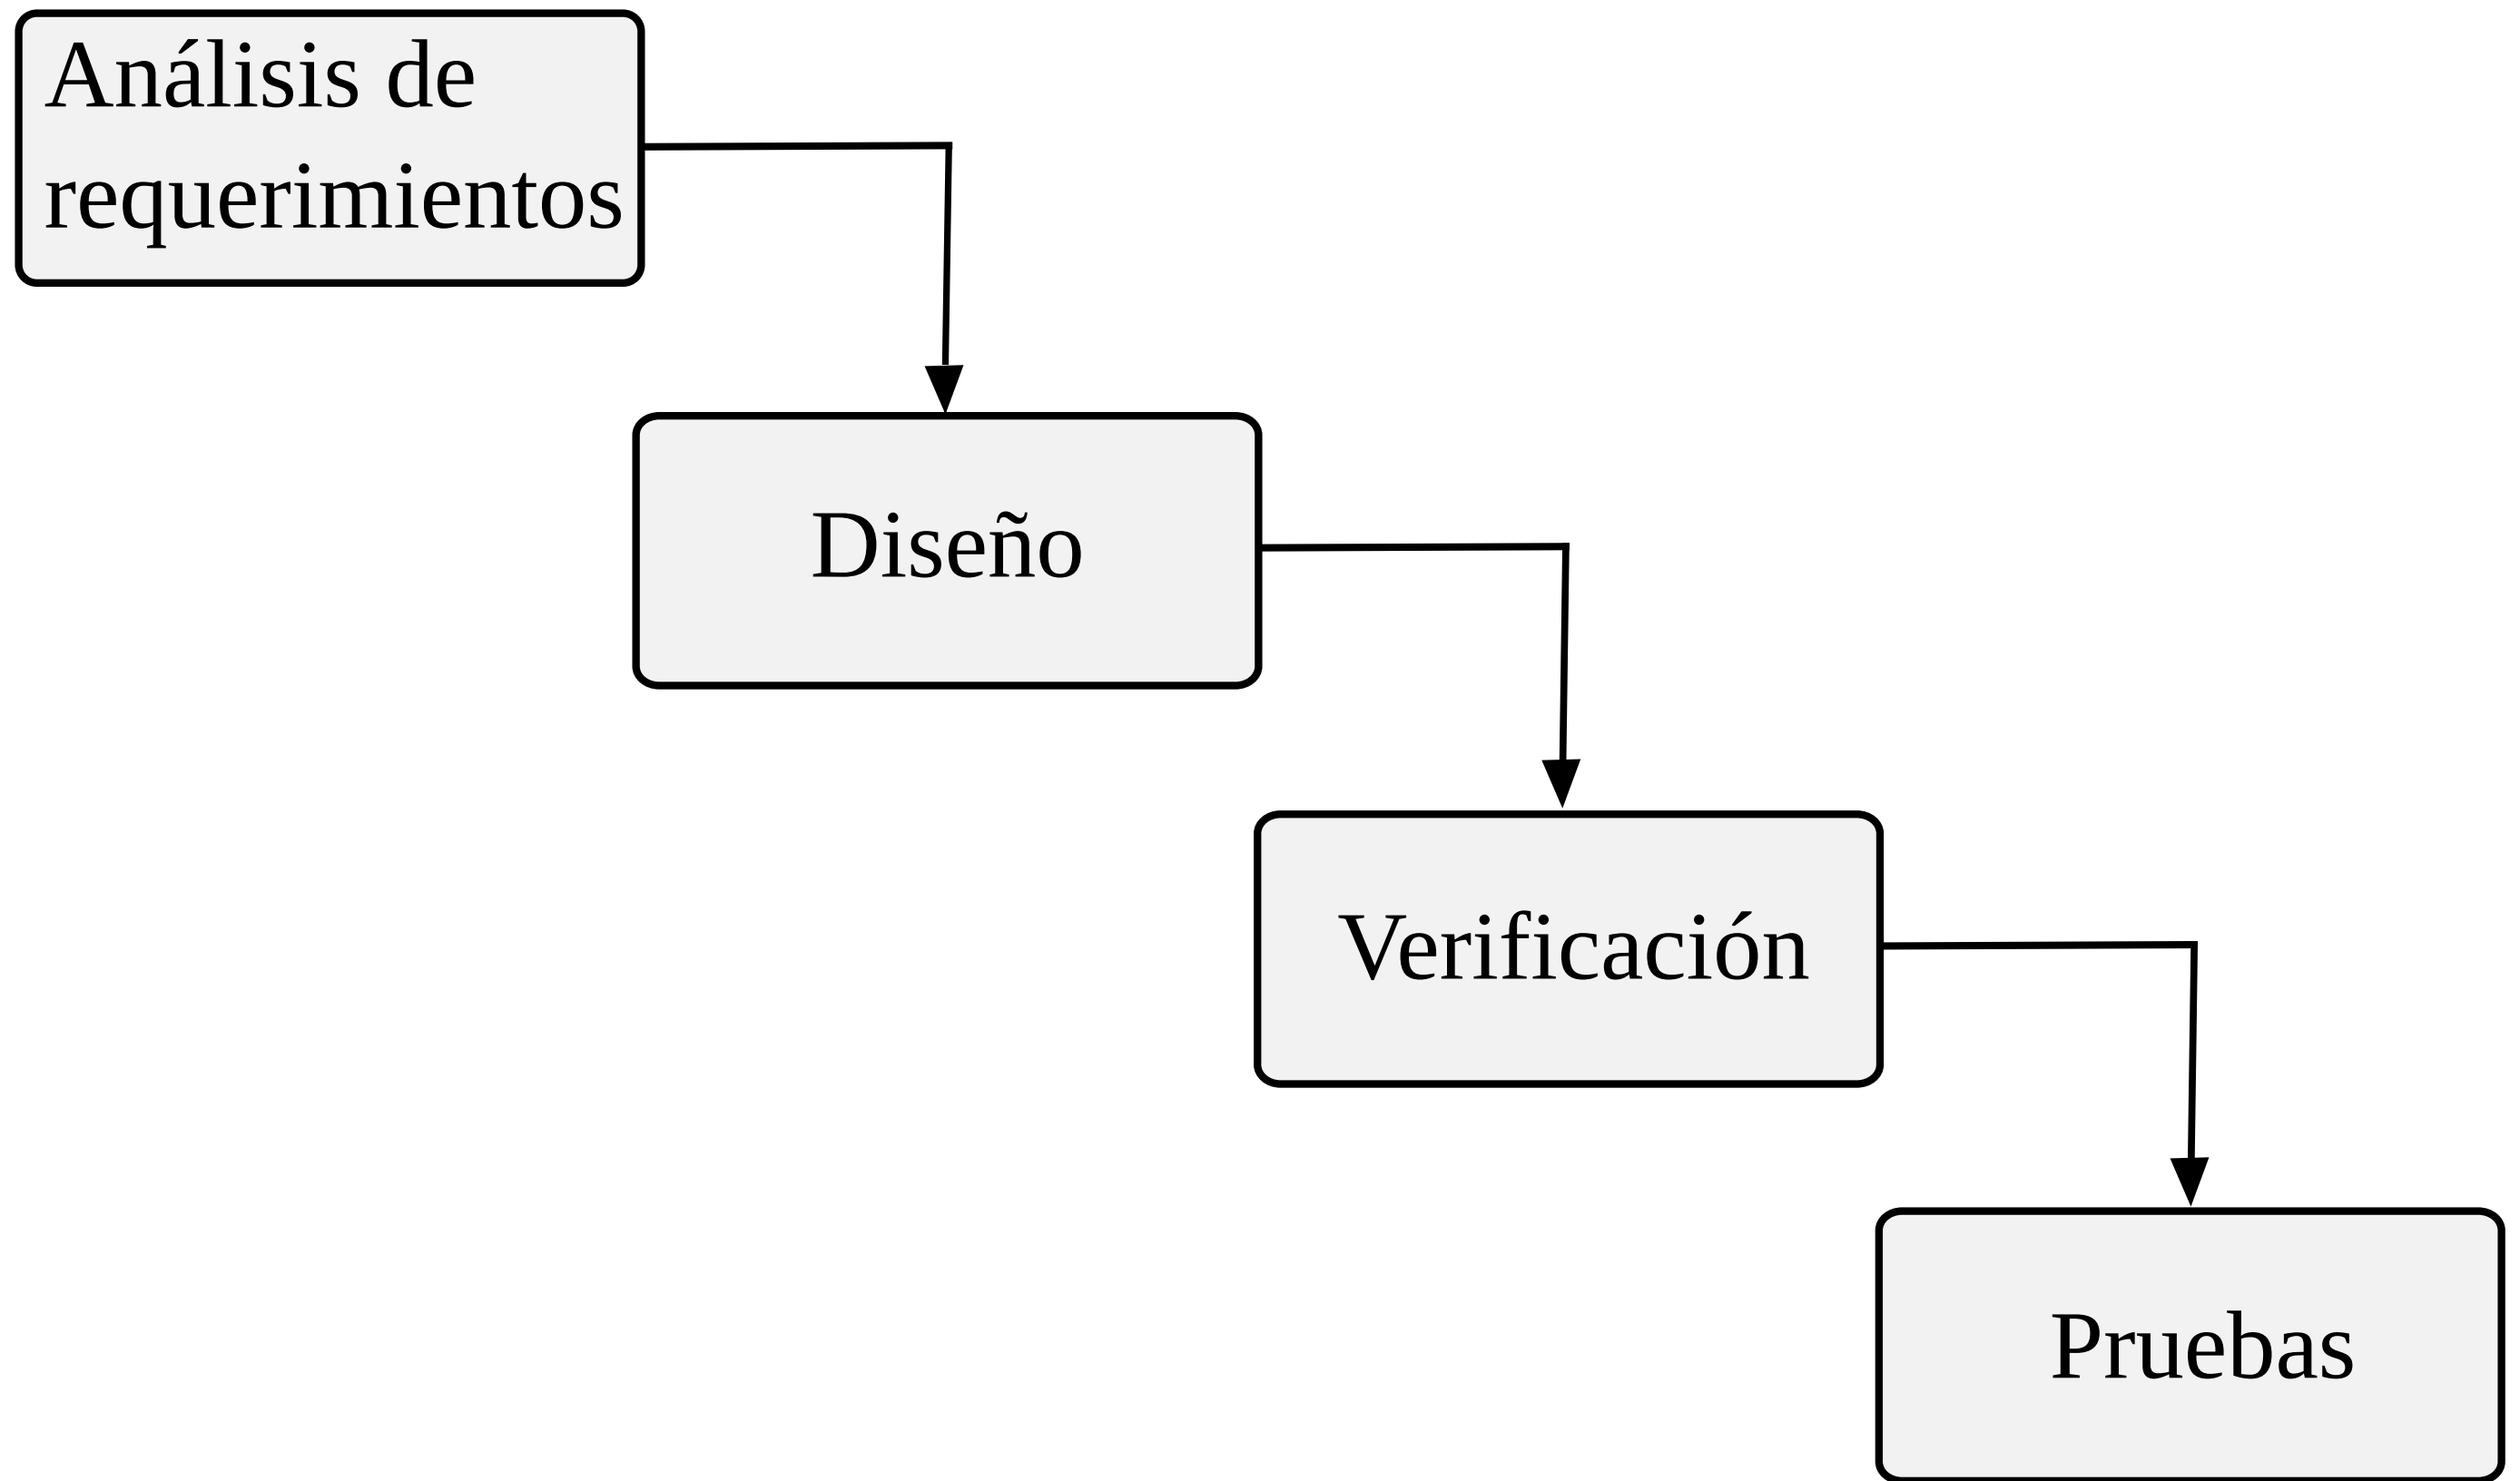 Análisis de
requerimientos
Diseño
Verificación
Pruebas